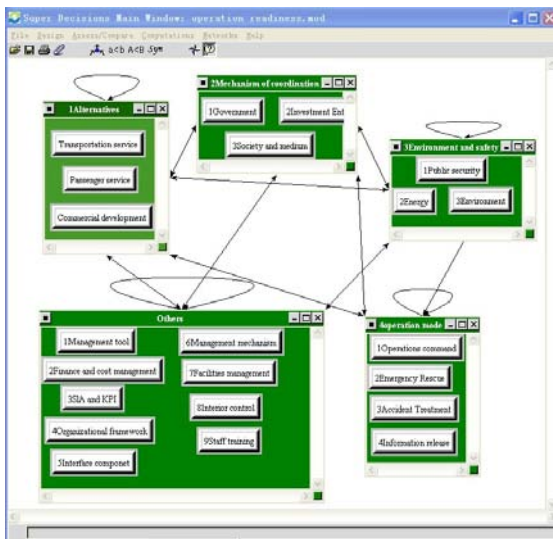 Super Decisions Main Window: operation readiness.mod
File Design Assess/Compare Computations Networks Help
a<b A<B Sym
1Alternatives
Transportation service
Passenger service
Commercial development
2Mechanism of coordination
1Government
2Investment Ent
3Society and medium
3Environment and safety
1Public security
2Energy
3Environment
Others
1Management tool
2Finance and cost management
3SIA and KPI
4Organizational framework
5Interface componet
6Management mechanism
7Facilities management
8Interior control
9Staff training
4operation mode
1Operations command
2Emergency Rescue
3Accident Treatment
4Information release